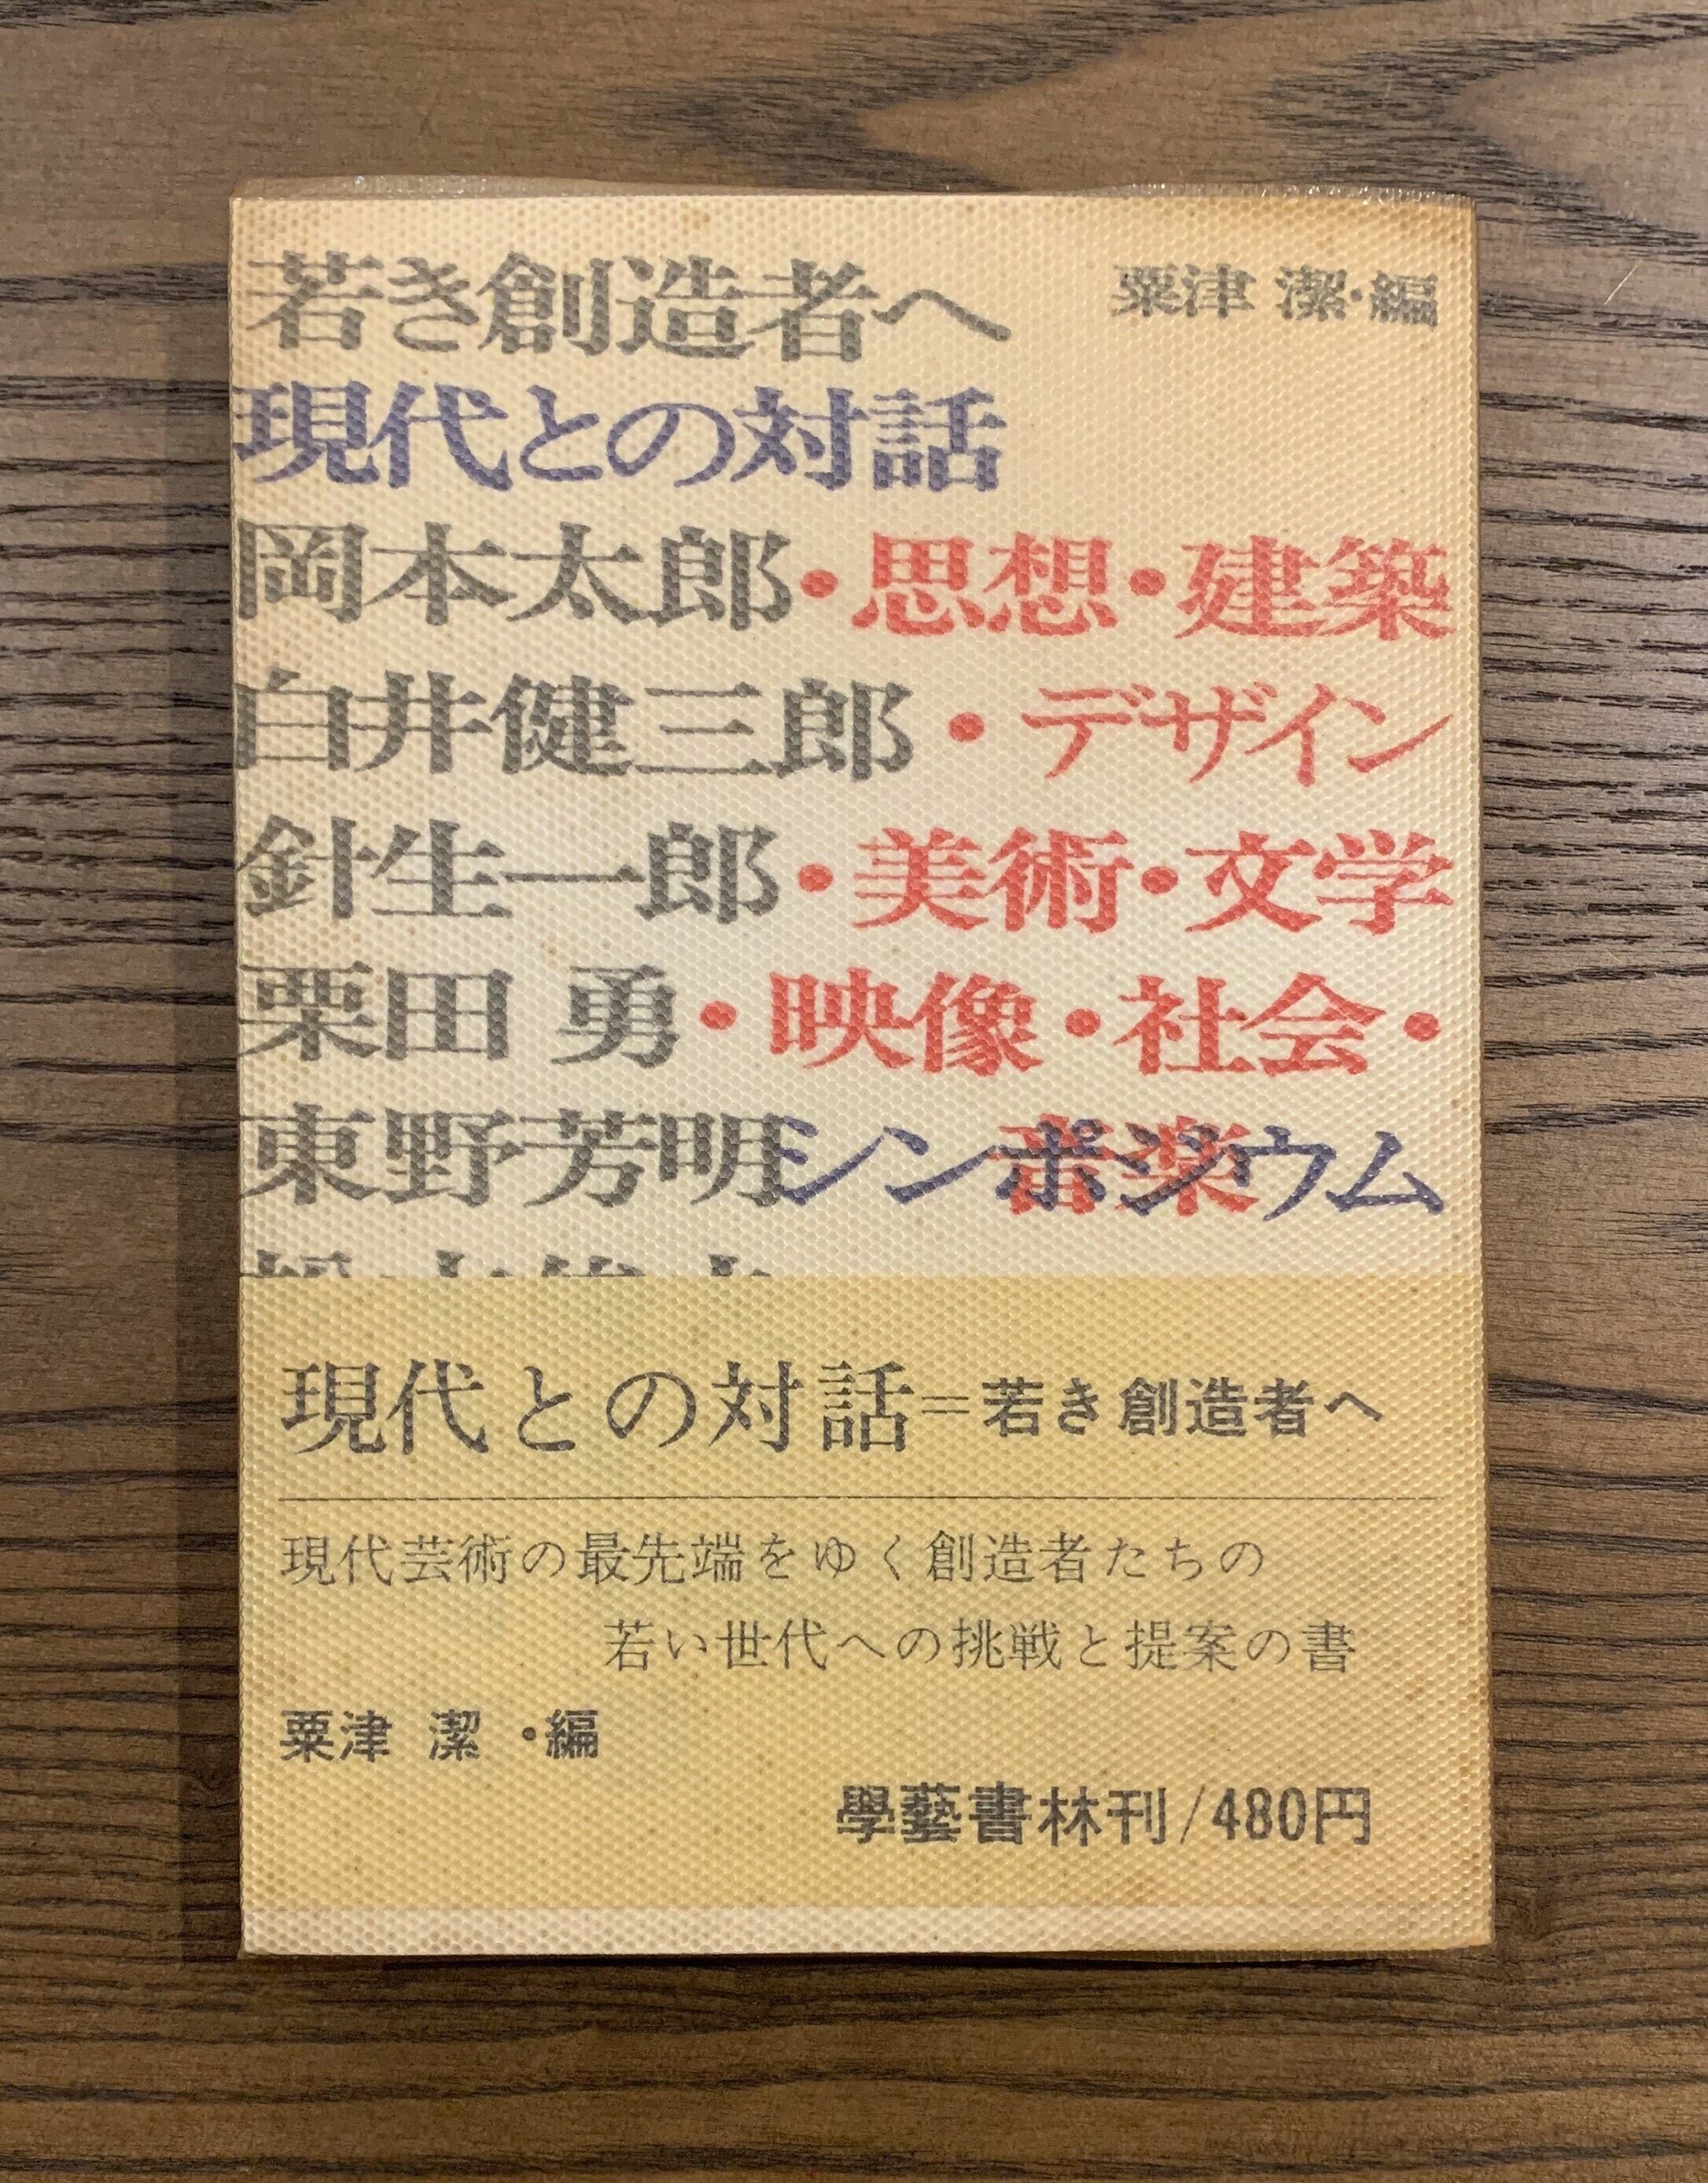 若き創造者へ 粟津 潔・編
現代との対話
岡本太郎・思想・建築
白井健三郎・デザイン
針生一郎・美術・文学
栗田 勇・映像・社会・
東野芳明シンポジウム
音楽
現代との対話=若き創造者へ
現代芸術の最先端をゆく創造者たちの
若い世代への挑戦と提案の書
粟津 潔・編
學藝書林刊/480円